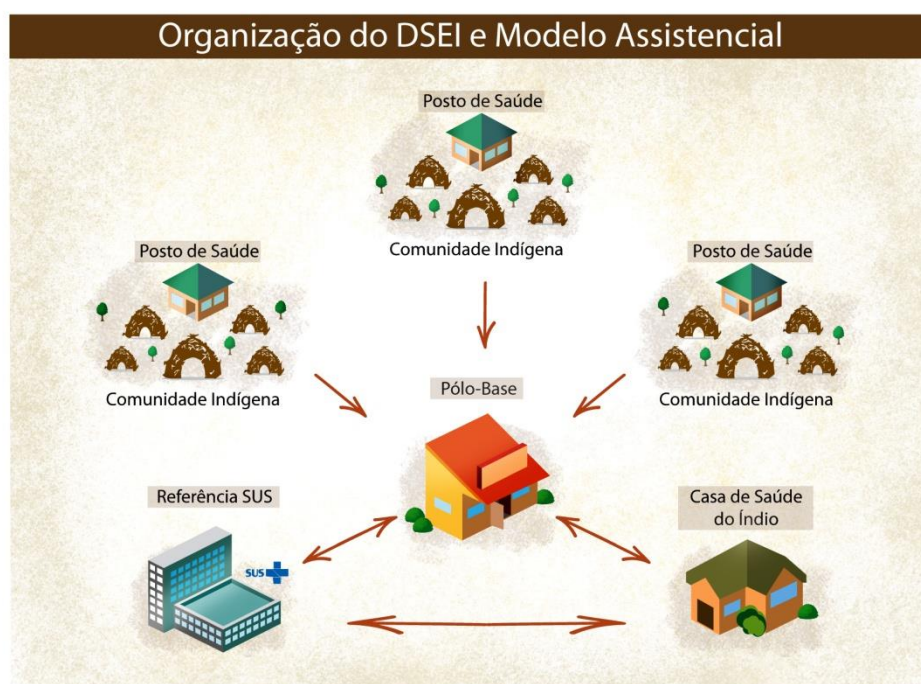 Organização do DSEI e Modelo Assistencial
Posto de Saúde
Comunidade Indígena
Posto de Saúde
Comunidade Indígena
Posto de Saúde
Comunidade Indígena
Pólo-Base
Referência SUS
SUS
Casa de Saúde
do Índio